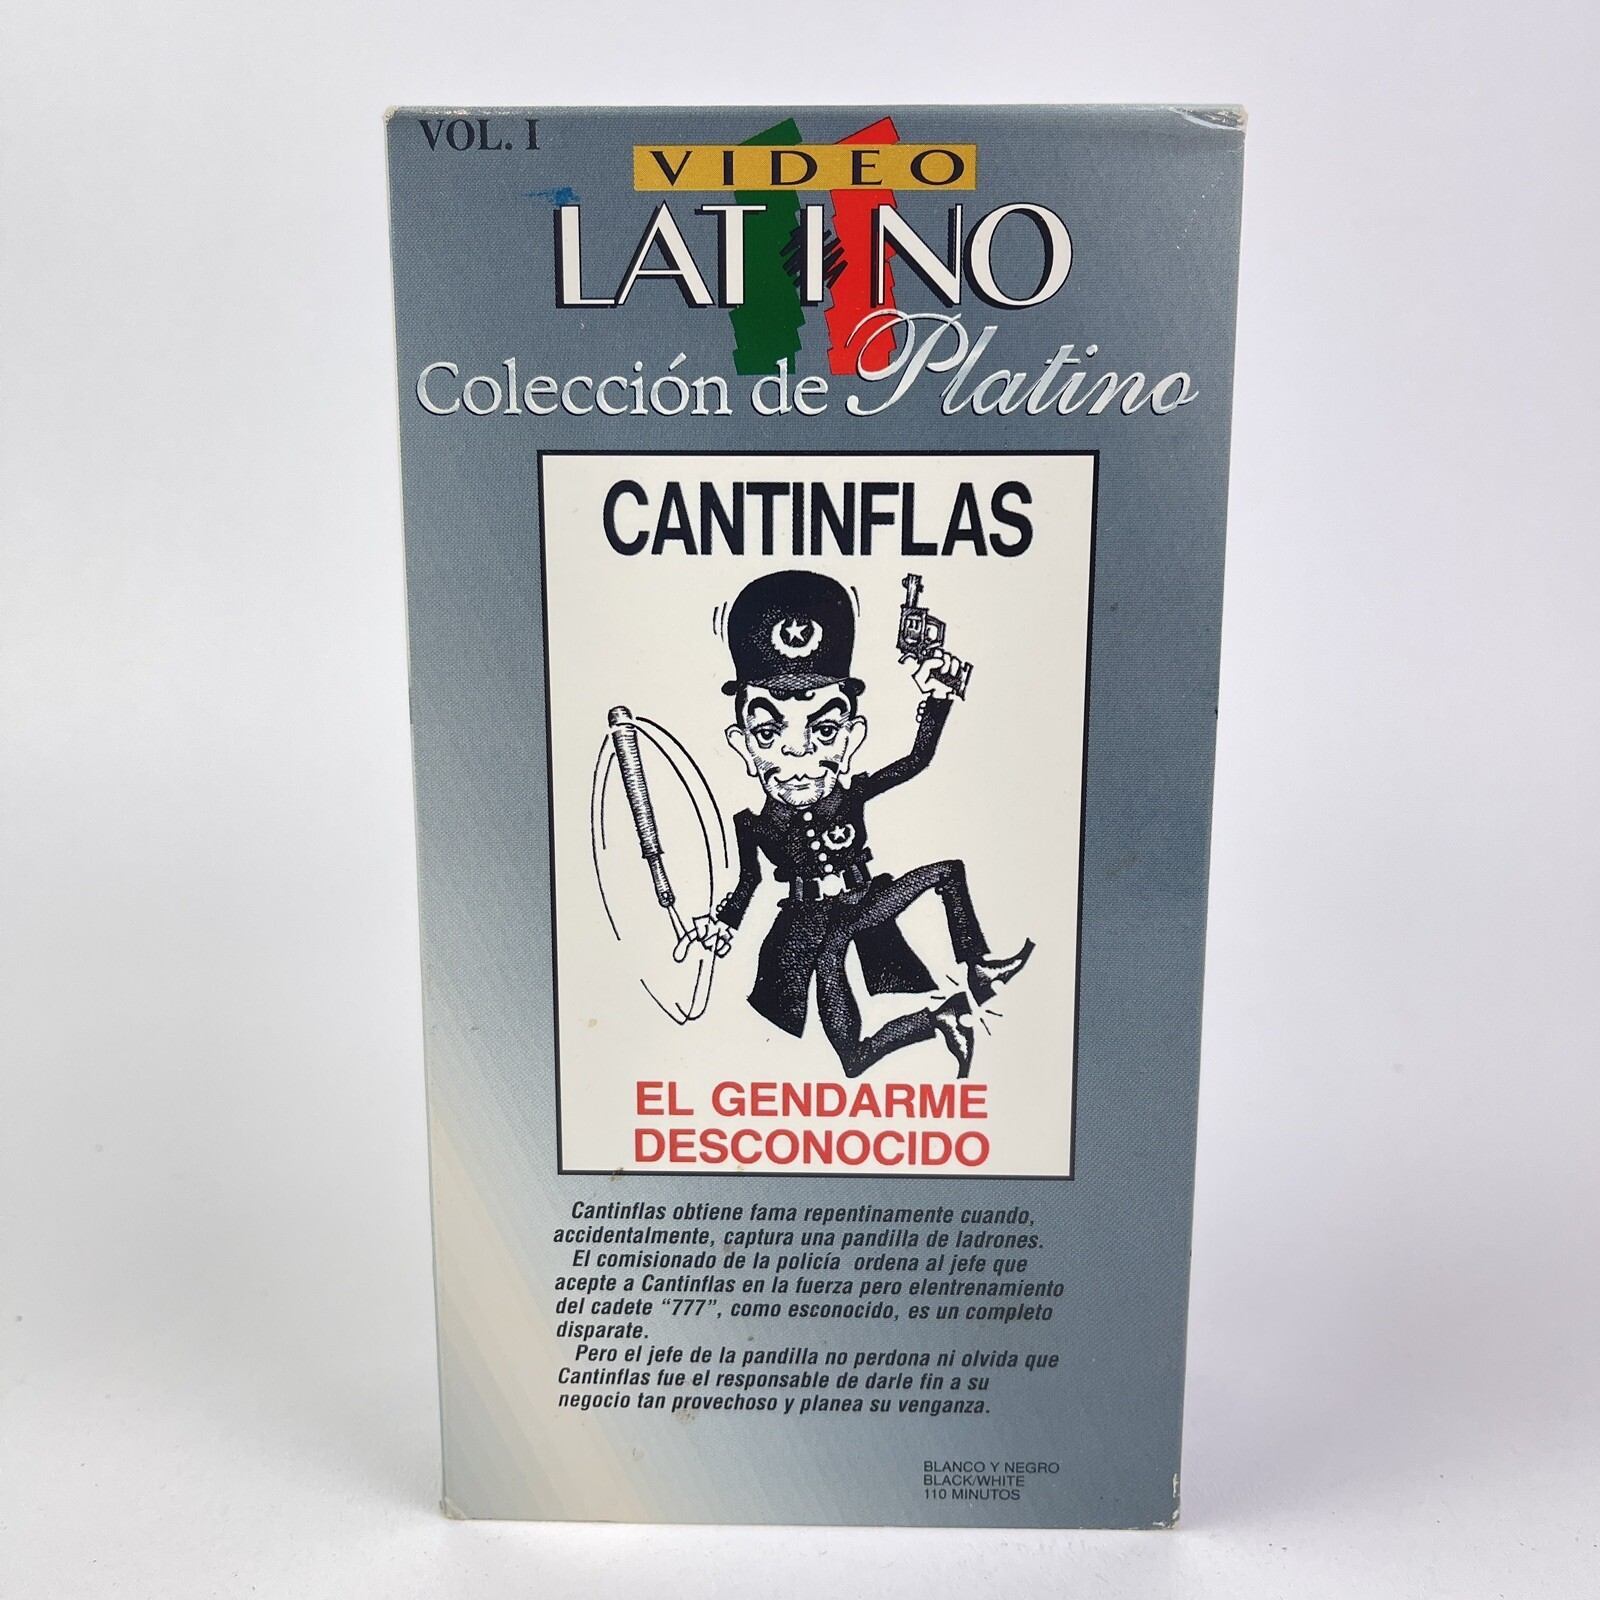 VOL. I
VIDEO
LATINO
Colección de Platino
CANTINFLAS
EL GENDARME
DESCONOCIDO
Cantinflas obtiene fama repentinamente cuando,
accidentalmente, captura una pandilla de ladrones.
El comisionado de la policía ordena al jefe que
acepte a Cantinflas en la fuerza pero elentrenamiento
del cadete "777", como esconocido, es un completo
disparate.
Pero el jefe de la pandilla no perdona ni olvida que
Cantinflas fue el responsable de darle fin a su
negocio tan provechoso y planea su venganza.
BLANCO Y NEGRO
BLACK/WHITE
110 MINUTOS